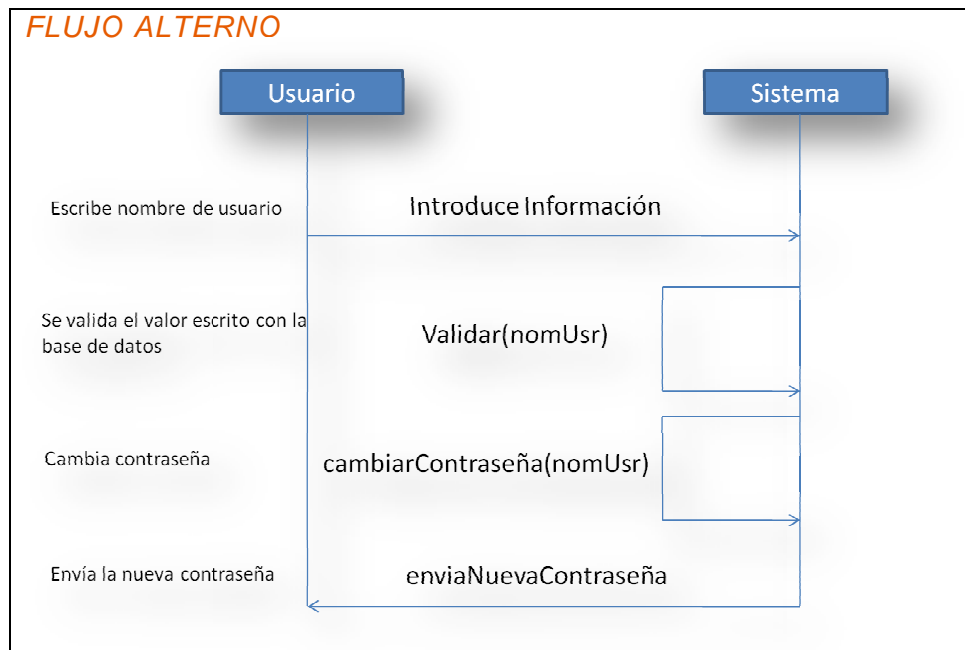 FLUJO ALTERNO
Usuario
Sistema
Escribe nombre de usuario
Introduce Información
Se valida el valor escrito con la
base de datos
Validar(nomUsr)
Cambia contraseña
cambiarContraseña(nomUsr)
Envía la nueva contraseña
enviaNuevaContraseña